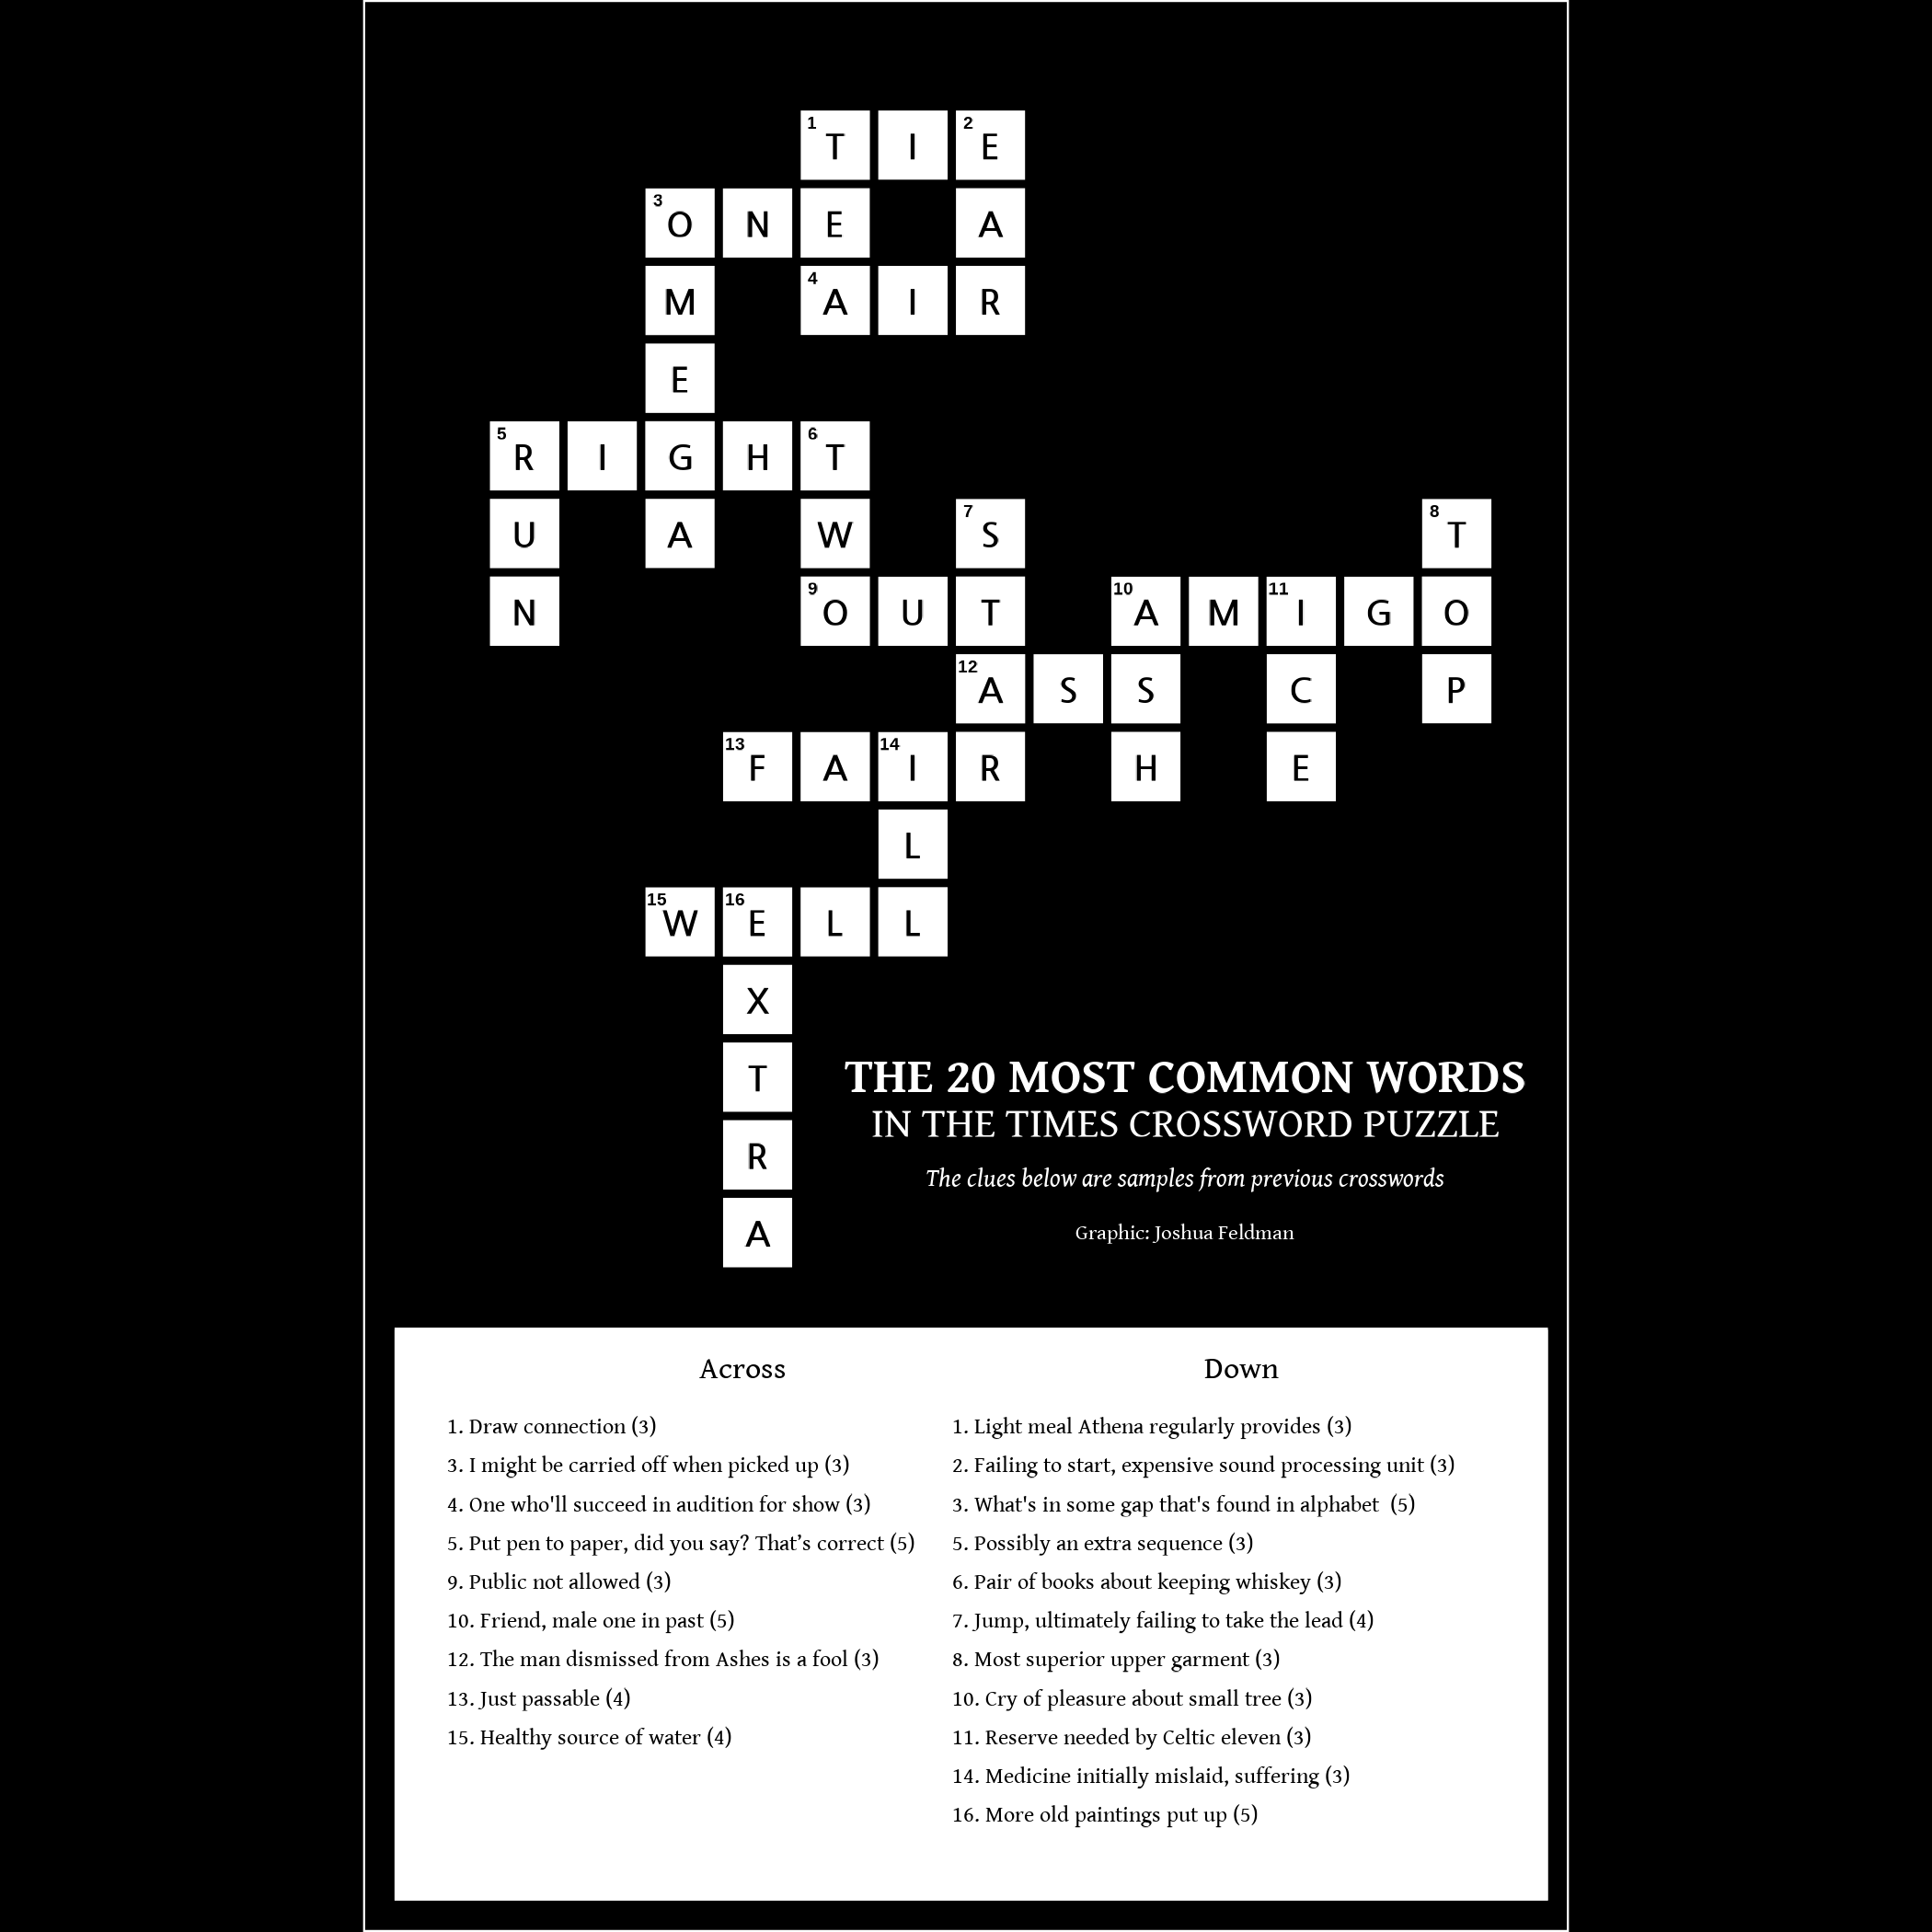 1 T I 2 E
3 O N E A
M 4 A I R
E
5 R I G H 6 T
U A W 7 S 8 T
N 9 O U T 10 A M 11 I G O
12 A S S C P
13 F A 14 I R H E
L
15 W 16 E L L
X
T
R
A
THE 20 MOST COMMON WORDS
IN THE TIMES CROSSWORD PUZZLE
The clues below are samples from previous crosswords
Graphic: Joshua Feldman
Across
1. Draw connection (3)
3. I might be carried off when picked up (3)
4. One who'll succeed in audition for show (3)
5. Put pen to paper, did you say? That’s correct (5)
9. Public not allowed (3)
10. Friend, male one in past (5)
12. The man dismissed from Ashes is a fool (3)
13. Just passable (4)
15. Healthy source of water (4)
Down
1. Light meal Athena regularly provides (3)
2. Failing to start, expensive sound processing unit (3)
3. What's in some gap that's found in alphabet (5)
5. Possibly an extra sequence (3)
6. Pair of books about keeping whiskey (3)
7. Jump, ultimately failing to take the lead (4)
8. Most superior upper garment (3)
10. Cry of pleasure about small tree (3)
11. Reserve needed by Celtic eleven (3)
14. Medicine initially mislaid, suffering (3)
16. More old paintings put up (5)